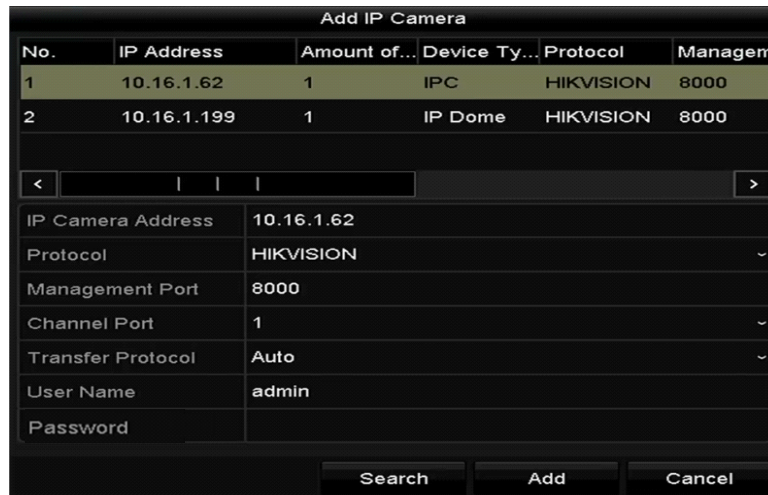 Add IP Camera
No. IP Address Amount of... Device Ty... Protocol Managem
1 10.16.1.62 1 IPC HIKVISION 8000
2 10.16.1.199 1 IP Dome HIKVISION 8000
IP Camera Address 10.16.1.62
Protocol HIKVISION
Management Port 8000
Channel Port 1
Transfer Protocol Auto
User Name admin
Password
Search Add Cancel